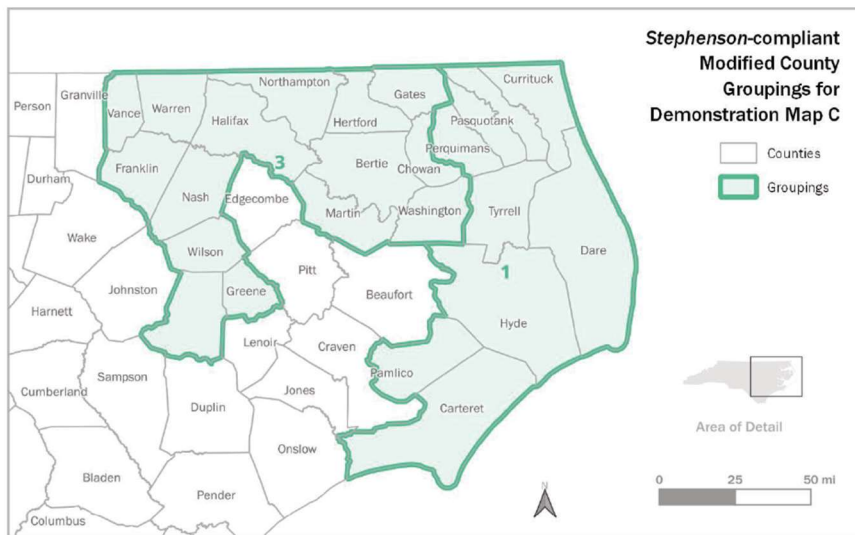 Stephenson-compliant
Modified County
Groupings for
Demonstration Map C
Counties
Groupings
Person
Granville
Vance
Warren
Northampton
Gates
Currituck
Halifax
Hertford
Pasquotank
Perquimans
Durham
Franklin
3
Bertie
Chowan
Nash
Edgecombe
Martin
Washington
Tyrrell
Wake
Wilson
Dare
Pitt
1
Johnston
Greene
Beaufort
Hyde
Harnett
Lenoir
Craven
Sampson
Pamlico
Cumberland
Jones
Duplin
Carteret
Onslow
Bladen
Pender
Columbus
Area of Detail
N
0 25 50 mi